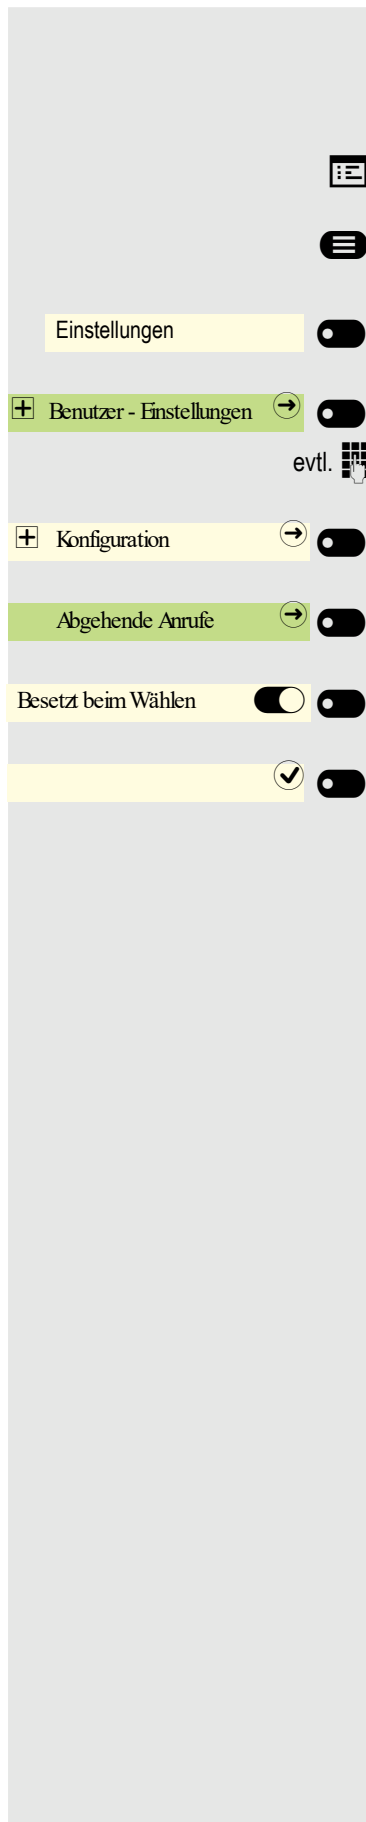 Einstellungen
Benutzer - Einstellungen
evtl.
Konfiguration
Abgehende Anrufe
Besetzt beim Wählen